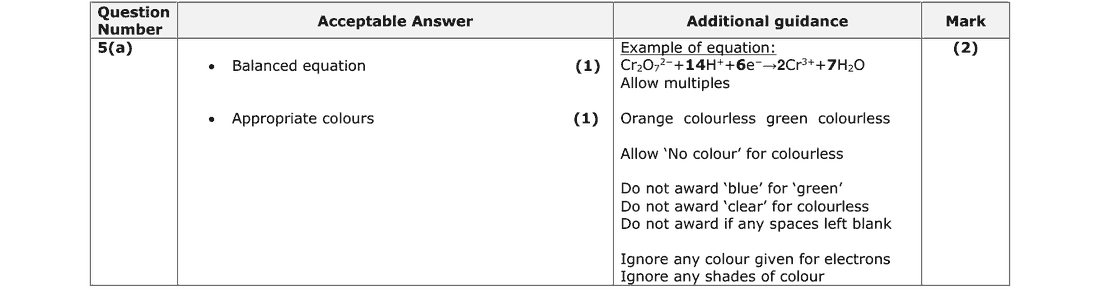 Question Number Acceptable Answer Additional guidance Mark
5(a) Example of equation: (2)
• Balanced equation (1) Cr₂O₇²⁻+14H⁺+6e⁻→2Cr³⁺+7H₂O
Allow multiples
• Appropriate colours (1) Orange colourless green colourless
Allow ‘No colour’ for colourless
Do not award ‘blue’ for ‘green’
Do not award ‘clear’ for colourless
Do not award if any spaces left blank
Ignore any colour given for electrons
Ignore any shades of colour